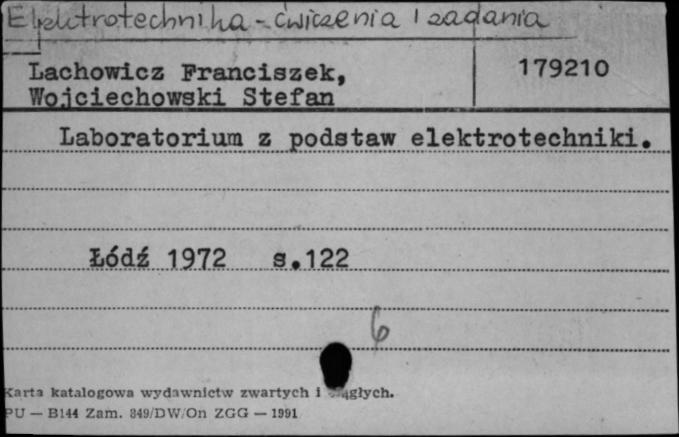 Elektrotechnika - ćwiczenia i zadania
Lachowicz Franciszek, 179210
Wojciechowski Stefan
Laboratorium z podstaw elektrotechniki.
Łódź 1972 s.122
6
Karta katalogowa wydawnictw zwartych i ciągłych.
PU — B144 Zam. 849/DW/On ZGG — 1991